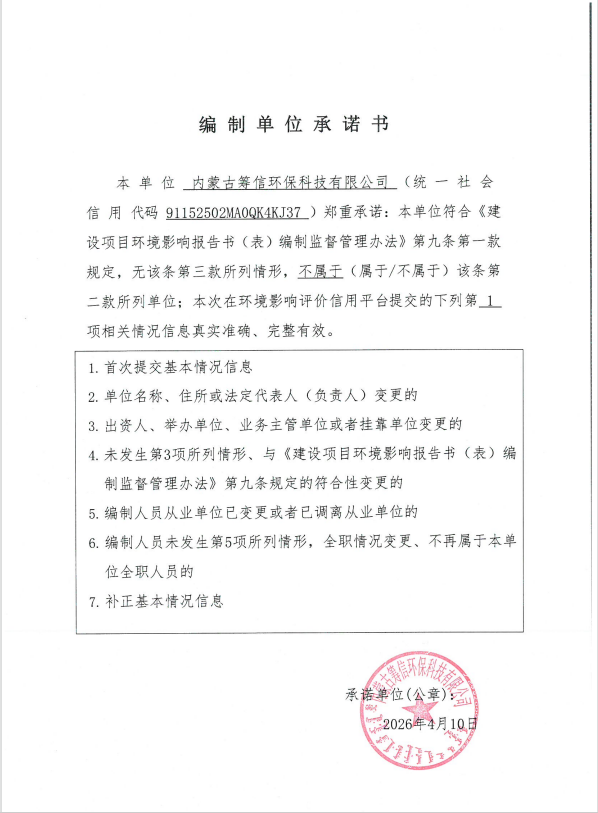 编制单位承诺书
本单位 内蒙古筹信环保科技有限公司 （统一社会
信用代码 91152502MA0QK4KJ37 ）郑重承诺：本单位符合《建
设项目环境影响报告书（表）编制监督管理办法》第九条第一款
规定，无该条第三款所列情形，不属于（属于/不属于）该条第
二款所列单位；本次在环境影响评价信用平台提交的下列第 1
项相关情况信息真实准确、完整有效。
1. 首次提交基本情况信息
2. 单位名称、住所或法定代表人（负责人）变更的
3. 出资人、举办单位、业务主管单位或者挂靠单位变更的
4. 未发生第3项所列情形、与《建设项目环境影响报告书（表）编
制监督管理办法》第九条规定的符合性变更的
5. 编制人员从业单位已变更或者已调离从业单位的
6. 编制人员未发生第5项所列情形，全职情况变更、不再属于本单
位全职人员的
7. 补正基本情况信息
内蒙古筹信环保科技有限公司
承诺单位(公章)：
2026年4月10日